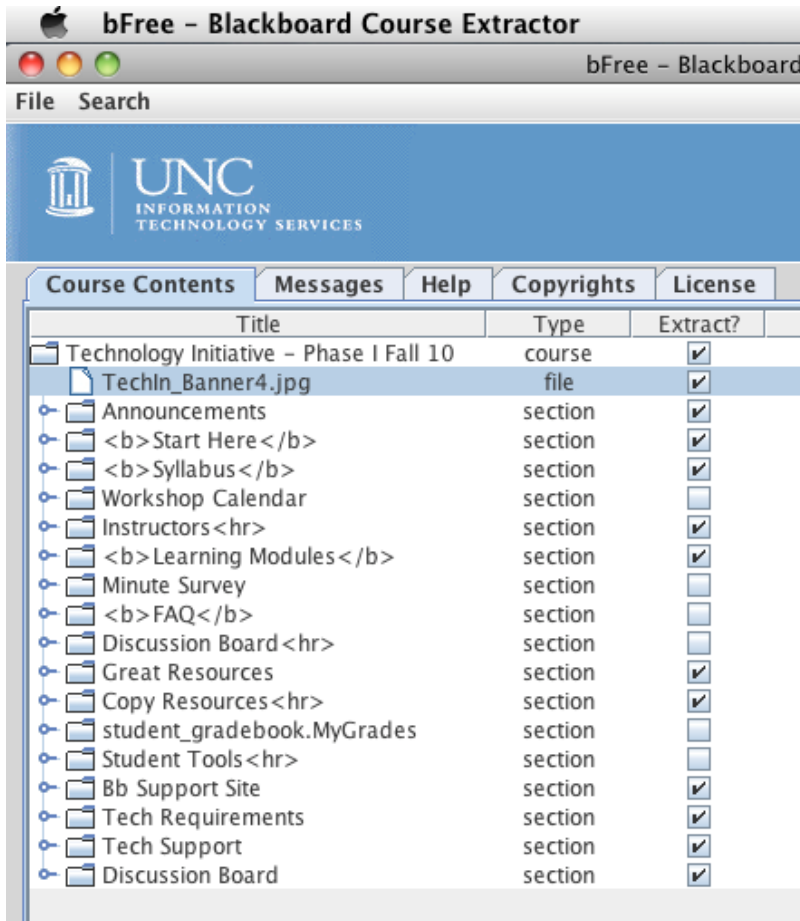 bFree – Blackboard Course Extractor
bFree – Blackboard
File Search
UNC
INFORMATION
TECHNOLOGY SERVICES
Course Contents Messages Help Copyrights License
Title Type Extract?
Technology Initiative – Phase I Fall 10 course
TechIn_Banner4.jpg file
Announcements section
<b>Start Here</b> section
<b>Syllabus</b> section
Workshop Calendar section
Instructors<hr> section
<b>Learning Modules</b> section
Minute Survey section
<b>FAQ</b> section
Discussion Board<hr> section
Great Resources section
Copy Resources<hr> section
student_gradebook.MyGrades section
Student Tools<hr> section
Bb Support Site section
Tech Requirements section
Tech Support section
Discussion Board section